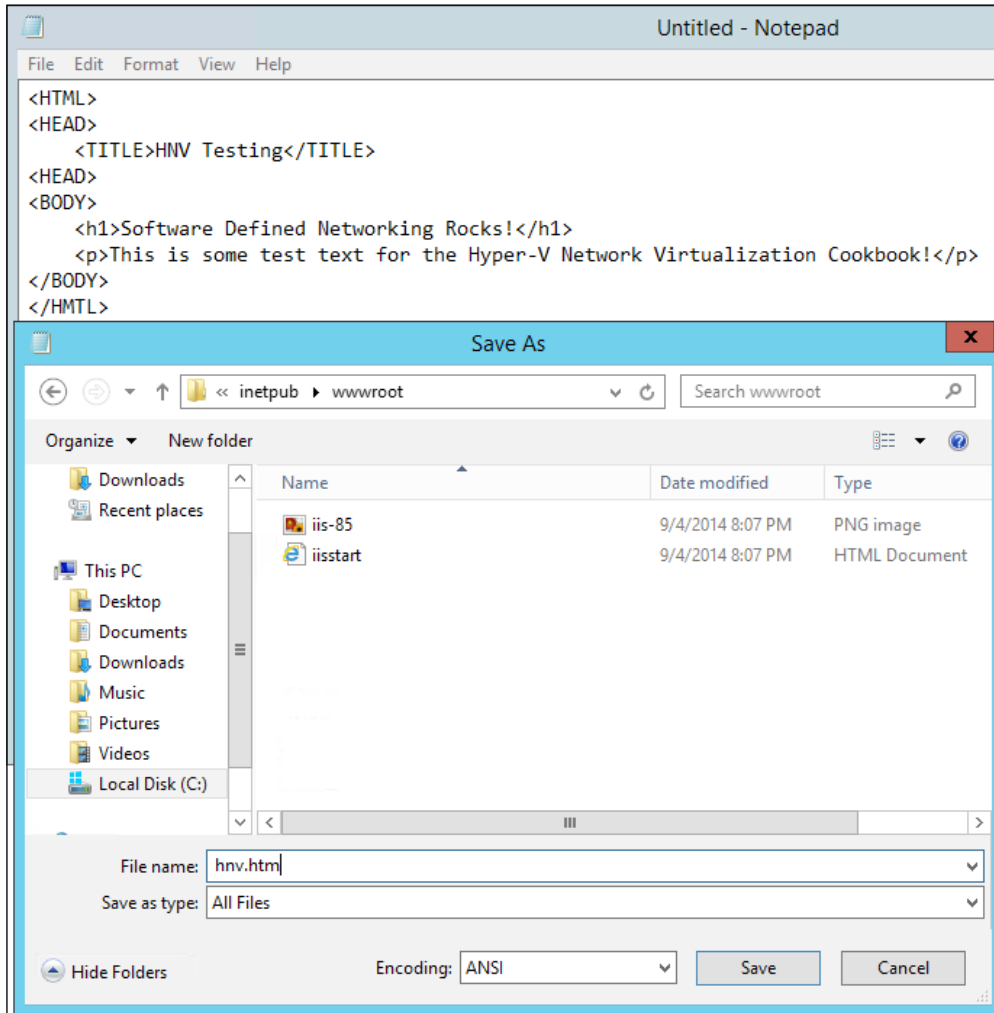 Untitled - Notepad
File Edit Format View Help
<HTML>
<HEAD>
<TITLE>HNV Testing</TITLE>
<HEAD>
<BODY>
<h1>Software Defined Networking Rocks!</h1>
<p>This is some test text for the Hyper-V Network Virtualization Cookbook!</p>
</BODY>
</HMTL>
Save As
x
« inetpub wwwroot
Search wwwroot
Organize New folder
Downloads
Recent places
This PC
Desktop
Documents
Downloads
Music
Pictures
Videos
Local Disk (C:)
Name Date modified Type
iis-85 9/4/2014 8:07 PM PNG image
iisstart 9/4/2014 8:07 PM HTML Document
File name: hnv.htm
Save as type: All Files
Hide Folders Encoding: ANSI Save Cancel